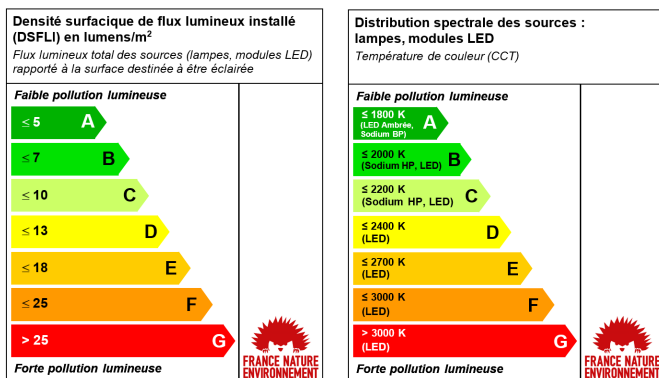 Densité surfacique de flux lumineux installé
(DSFLI) en lumens/m²
Flux lumineux total des sources (lampes, modules LED)
rapporté à la surface destinée à être éclairée
Faible pollution lumineuse
≤ 5 A
≤ 7 B
≤ 10 C
≤ 13 D
≤ 18 E
≤ 25 F
> 25 G
Forte pollution lumineuse
FRANCE NATURE
ENVIRONNEMENT
Distribution spectrale des sources :
lampes, modules LED
Température de couleur (CCT)
Faible pollution lumineuse
≤ 1800 K
(LED Ambrée,
Sodium BP) A
≤ 2000 K
(Sodium HP, LED) B
≤ 2200 K
(Sodium HP, LED) C
≤ 2400 K
(LED) D
≤ 2700 K
(LED) E
≤ 3000 K
(LED) F
> 3000 K
(LED) G
Forte pollution lumineuse
FRANCE NATURE
ENVIRONNEMENT